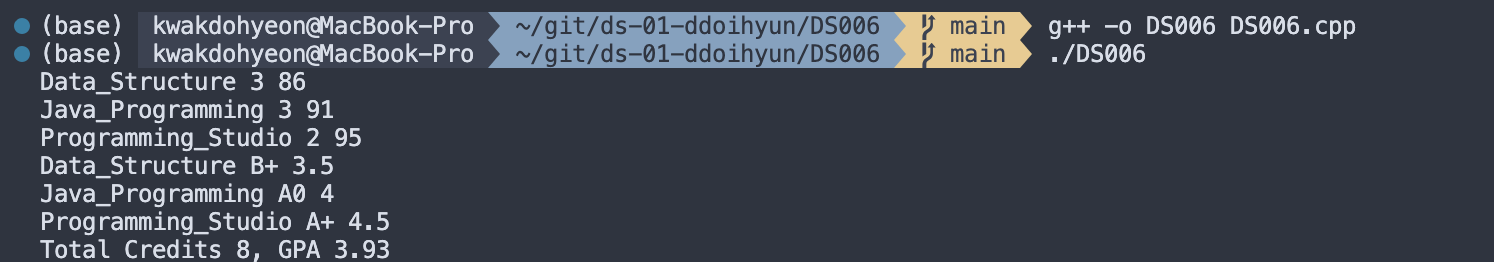 (base) kwakdohyeon@MacBook-Pro ~/git/ds-01-ddoihyun/DS006 main g++ -o DS006 DS006.cpp
(base) kwakdohyeon@MacBook-Pro ~/git/ds-01-ddoihyun/DS006 main ./DS006
Data_Structure 3 86
Java_Programming 3 91
Programming_Studio 2 95
Data_Structure B+ 3.5
Java_Programming A0 4
Programming_Studio A+ 4.5
Total Credits 8, GPA 3.93